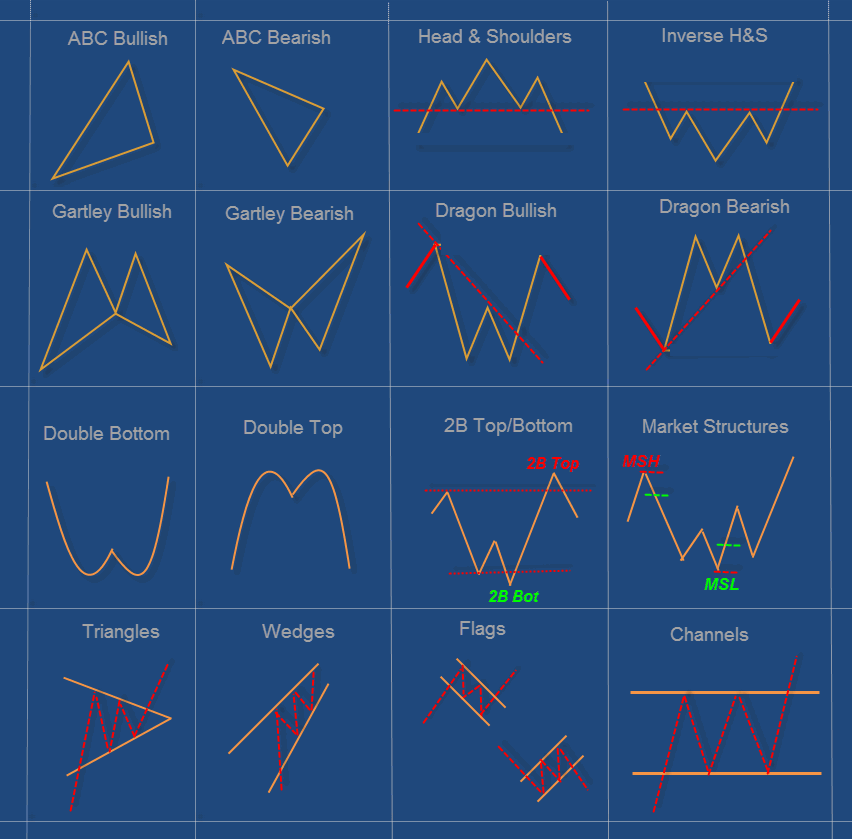 ABC Bullish
ABC Bearish
Head & Shoulders
Inverse H&S
Gartley Bullish
Gartley Bearish
Dragon Bullish
Dragon Bearish
Double Bottom
Double Top
2B Top/Bottom
Market Structures
2B Top
MSH
2B Bot
MSL
Triangles
Wedges
Flags
Channels